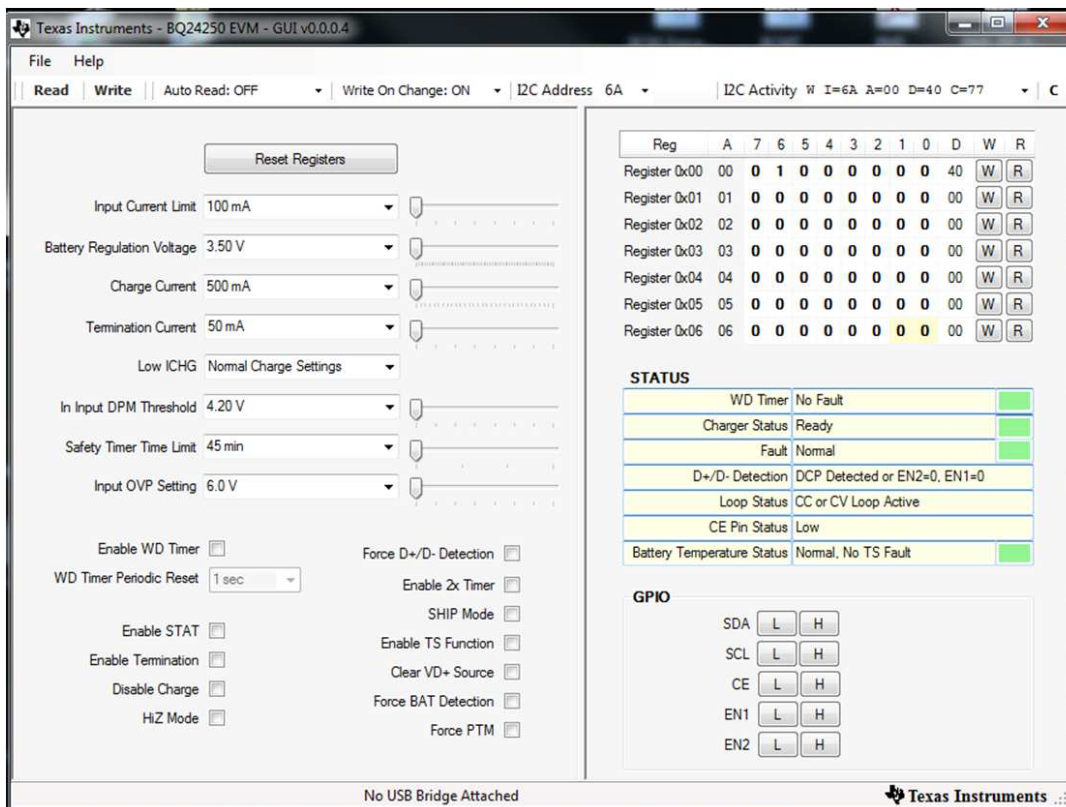 Texas Instruments - BQ24250 EVM - GUI v0.0.0.4
File Help
Read Write Auto Read: OFF Write On Change: ON I2C Address 6A I2C Activity W I=6A A=00 D=40 C=77 C
Reset Registers
Input Current Limit 100 mA
Battery Regulation Voltage 3.50 V
Charge Current 500 mA
Termination Current 50 mA
Low ICHG Normal Charge Settings
In Input DPM Threshold 4.20 V
Safety Timer Time Limit 45 min
Input OVP Setting 6.0 V
Enable WD Timer
WD Timer Periodic Reset 1 sec
Enable STAT
Enable Termination
Disable Charge
HiZ Mode
Force D+/D- Detection
Enable 2x Timer
SHIP Mode
Enable TS Function
Clear VD+ Source
Force BAT Detection
Force PTM
Reg A 7 6 5 4 3 2 1 0 D W R
Register 0x00 00 0 1 0 0 0 0 0 0 40 W R
Register 0x01 01 0 0 0 0 0 0 0 0 00 W R
Register 0x02 02 0 0 0 0 0 0 0 0 00 W R
Register 0x03 03 0 0 0 0 0 0 0 0 00 W R
Register 0x04 04 0 0 0 0 0 0 0 0 00 W R
Register 0x05 05 0 0 0 0 0 0 0 0 00 W R
Register 0x06 06 0 0 0 0 0 0 0 0 00 W R
STATUS
WD Timer No Fault
Charger Status Ready
Fault Normal
D+/D- Detection DCP Detected or EN2=0, EN1=0
Loop Status CC or CV Loop Active
CE Pin Status Low
Battery Temperature Status Normal, No TS Fault
GPIO
SDA L H
SCL L H
CE L H
EN1 L H
EN2 L H
No USB Bridge Attached
Texas Instruments